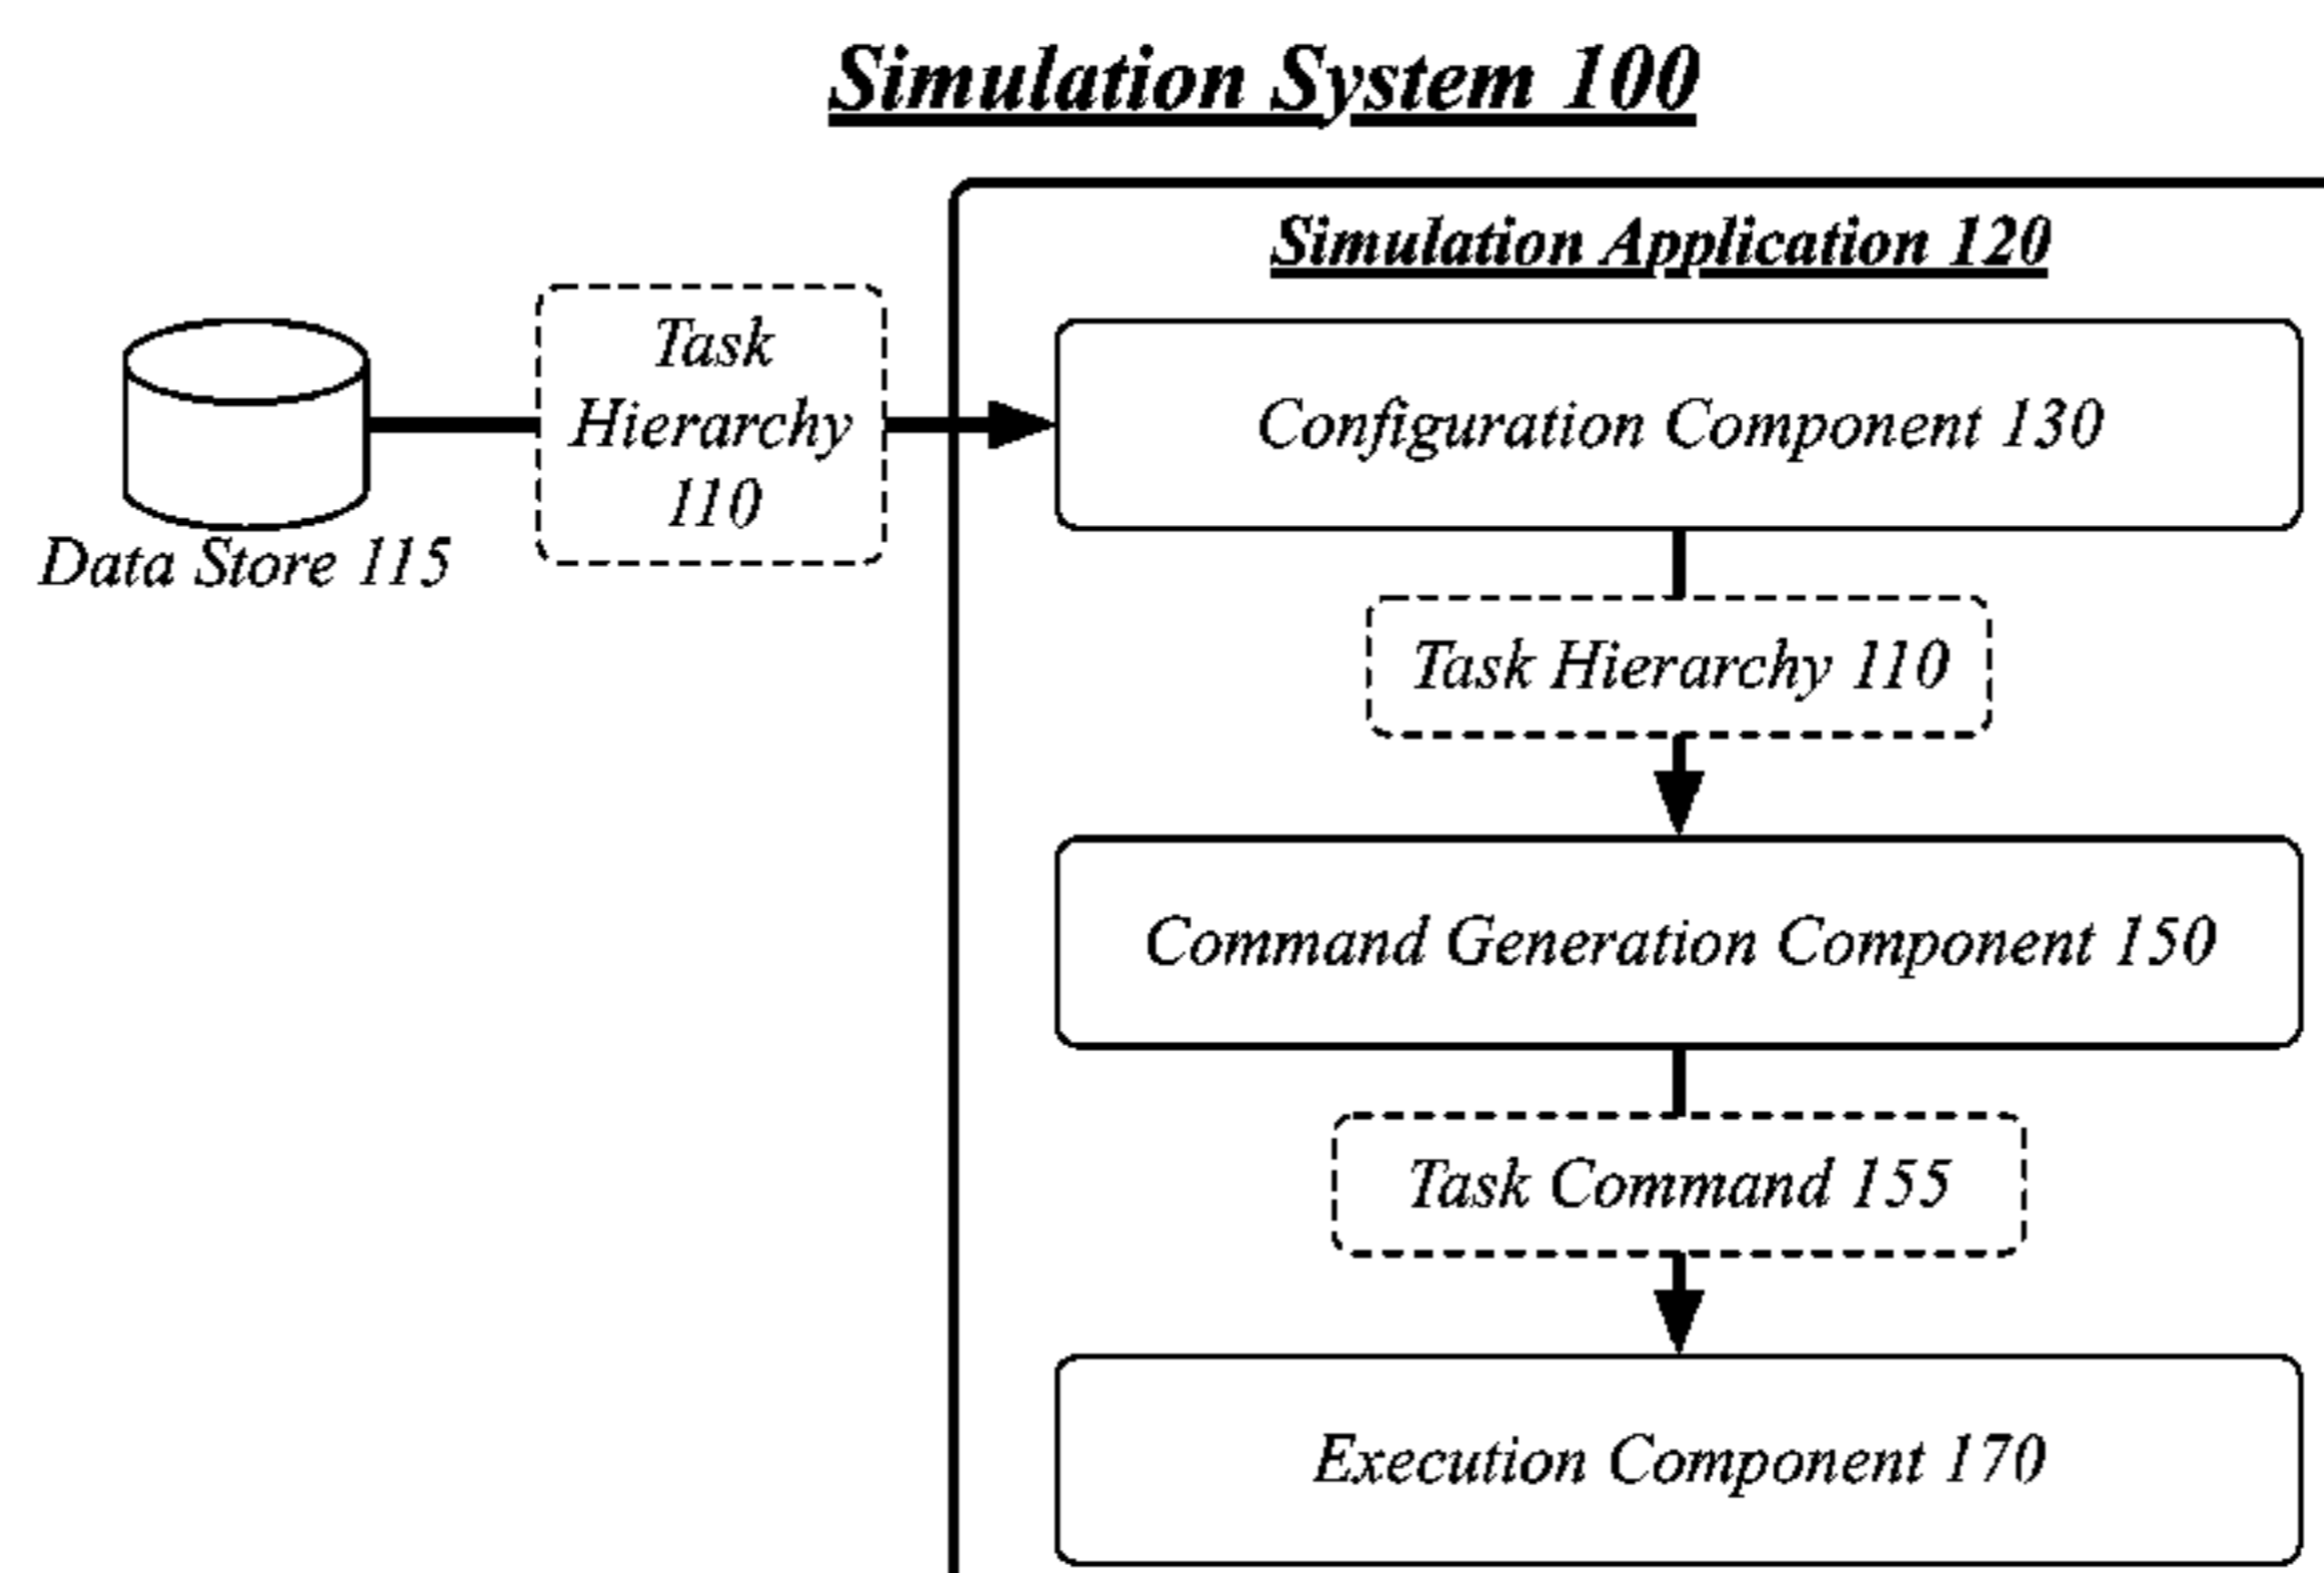 Simulation System 100
Simulation Application 120
Task
Hierarchy
110
Configuration Component 130
Data Store 115
Task Hierarchy 110
Command Generation Component 150
Task Command 155
Execution Component 170